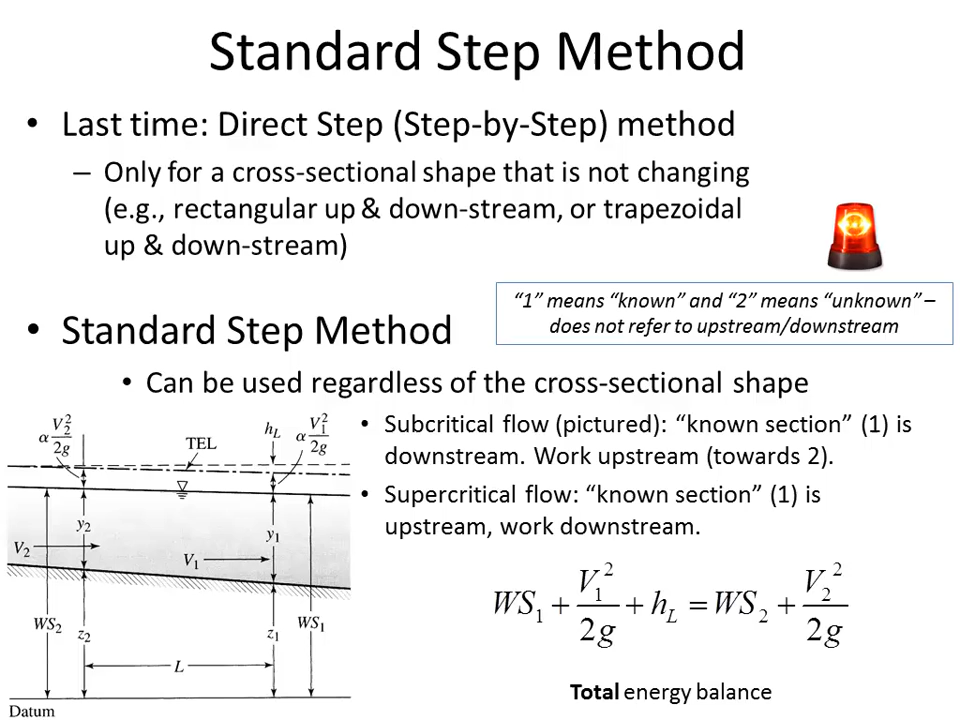 Standard Step Method
• Last time: Direct Step (Step-by-Step) method
– Only for a cross-sectional shape that is not changing
(e.g., rectangular up & down-stream, or trapezoidal
up & down-stream)
“1” means “known” and “2” means “unknown” –
does not refer to upstream/downstream
• Standard Step Method
• Can be used regardless of the cross-sectional shape
• Subcritical flow (pictured): “known section” (1) is
downstream. Work upstream (towards 2).
• Supercritical flow: “known section” (1) is
upstream, work downstream.
WS₁ + V₁²/2g + h_L = WS₂ + V₂²/2g
Total energy balance
α V₂²/2g
TEL
h_L
α V₁²/2g
y₂
y₁
V₂
V₁
WS₂
z₂
z₁
WS₁
L
Datum